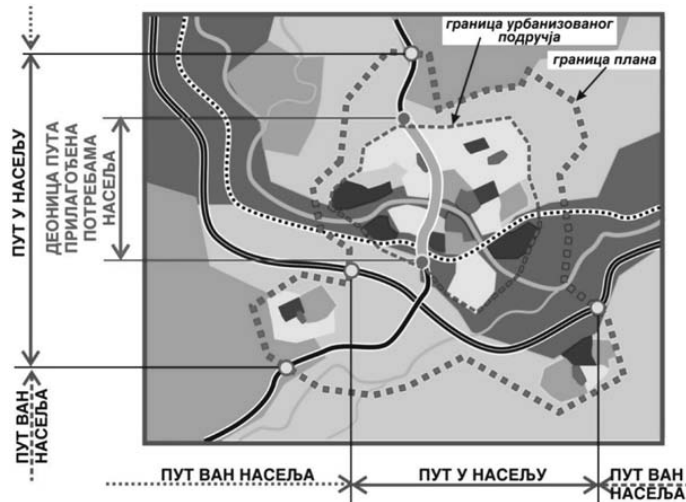 граница урбанизованог
подручја
граница плана
ПУТ У НАСЕЉУ
ДЕОНИЦА ПУТА
ПРИЛАГОЂЕНА
ПОТРЕБАМА
НАСЕЉА
ПУТ ВАН
НАСЕЉА
ПУТ ВАН НАСЕЉА
ПУТ У НАСЕЉУ
ПУТ ВАН
НАСЕЉА